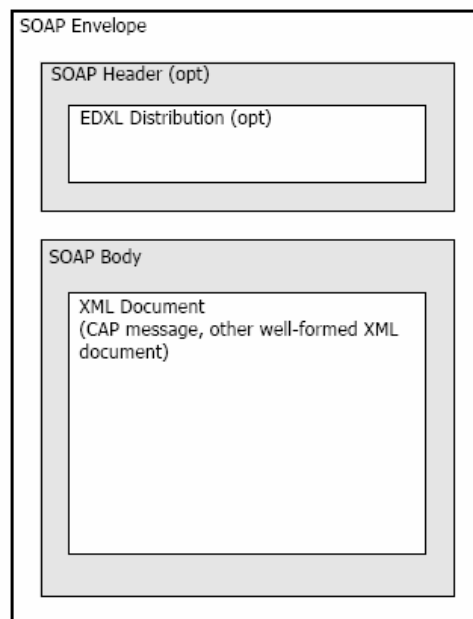 SOAP Envelope
SOAP Header (opt)
EDXL Distribution (opt)
SOAP Body
XML Document
(CAP message, other well-formed XML
document)